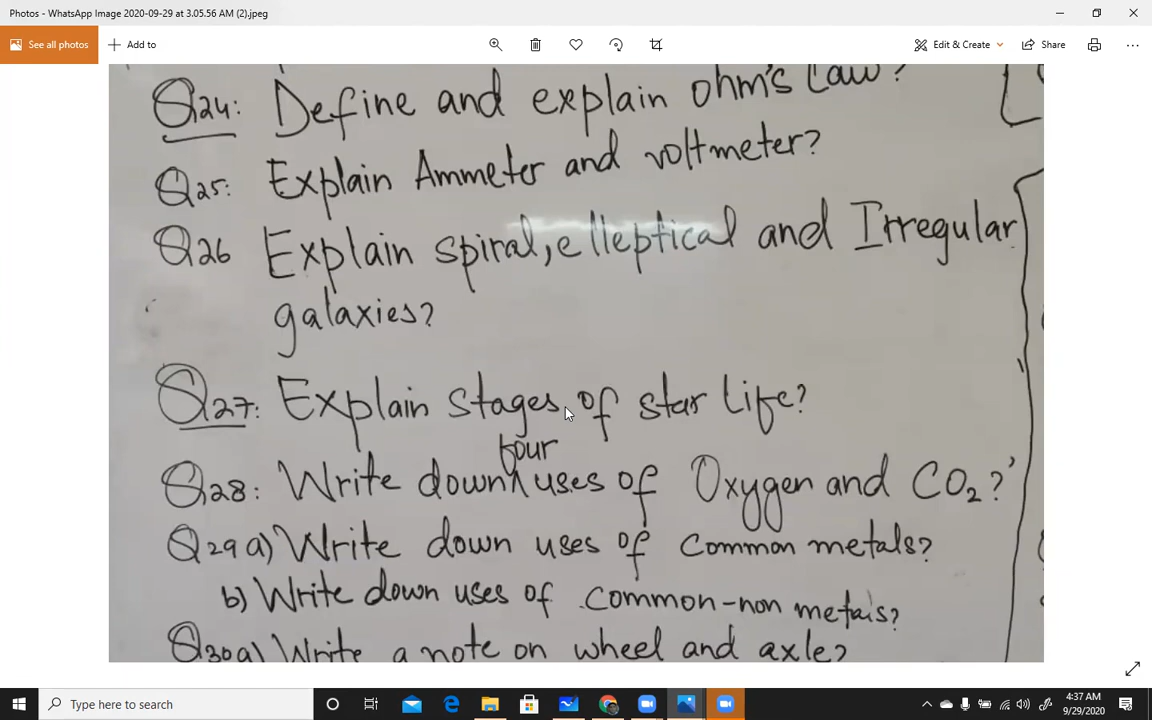 Photos - WhatsApp Image 2020-09-29 at 3.05.56 AM (2).jpeg
See all photos
Add to
Edit & Create
Share
Q24: Define and explain ohm's Law?
Q25: Explain Ammeter and voltmeter?
Q26 Explain spiral, elleptical and Irregular
galaxies?
Q27: Explain stages of star Life?
four
Q28: Write down uses of Oxygen and CO2?
Q29 a) Write down uses of Common metals?
b) Write down uses of common-non metals?
Q30 a) Write a note on wheel and axle?
Type here to search
4:37 AM
9/29/2020